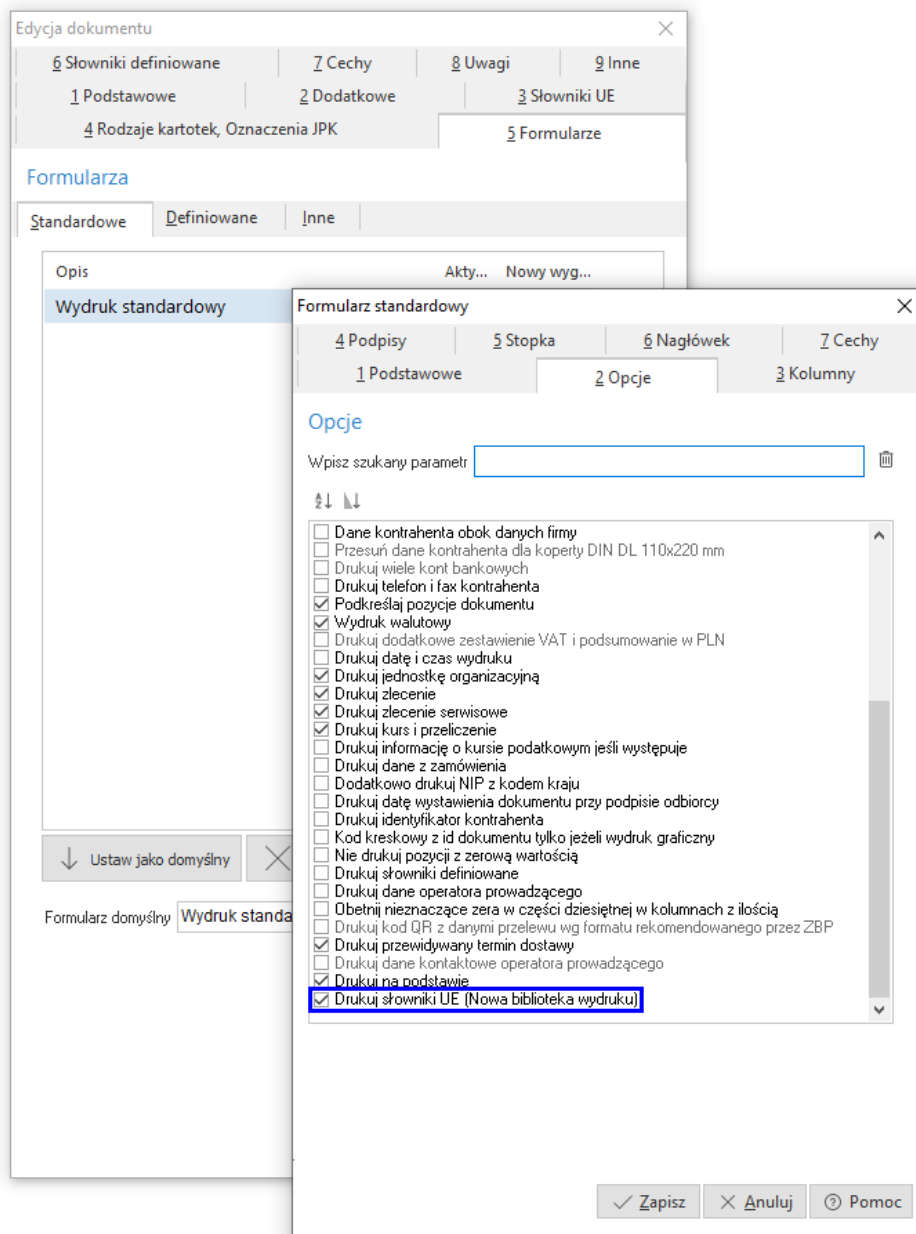 Edycja dokumentu
6 Słowniki definiowane 7 Cechy 8 Uwagi 9 Inne
1 Podstawowe 2 Dodatkowe 3 Słowniki UE
4 Rodzaje kartotek, Oznaczenia JPK 5 Formularze
Formularza
Standardowe Definiowane Inne
Opis Akty... Nowy wyg...
Wydruk standardowy
Ustaw jako domyślny
Formularz domyślny Wydruk standa
Formularz standardowy
4 Podpisy 5 Stopka 6 Nagłówek 7 Cechy
1 Podstawowe 2 Opcje 3 Kolumny
Opcje
Wpisz szukany parametr
Dane kontrahenta obok danych firmy
Przesuń dane kontrahenta dla koperty DIN DL 110x220 mm
Drukuj wiele kont bankowych
Drukuj telefon i fax kontrahenta
Podkreślaj pozycje dokumentu
Wydruk walutowy
Drukuj dodatkowe zestawienie VAT i podsumowanie w PLN
Drukuj datę i czas wydruku
Drukuj jednostkę organizacyjną
Drukuj zlecenie
Drukuj zlecenie serwisowe
Drukuj kurs i przeliczenie
Drukuj informację o kursie podatkowym jeśli występuje
Drukuj dane z zamówienia
Dodatkowo drukuj NIP z kodem kraju
Drukuj datę wystawienia dokumentu przy podpisie odbiorcy
Drukuj identyfikator kontrahenta
Kod kreskowy z id dokumentu tylko jeżeli wydruk graficzny
Nie drukuj pozycji z zerową wartością
Drukuj słowniki definiowane
Drukuj dane operatora prowadzącego
Obetnij nieznaczące zera w części dziesiętnej w kolumnach z ilością
Drukuj kod QR z danymi przelewu wg formatu rekomendowanego przez ZBP
Drukuj przewidywany termin dostawy
Drukuj dane kontaktowe operatora prowadzącego
Drukuj na podstawie
Drukuj słowniki UE (Nowa biblioteka wydruku)
Zapisz Anuluj Pomoc